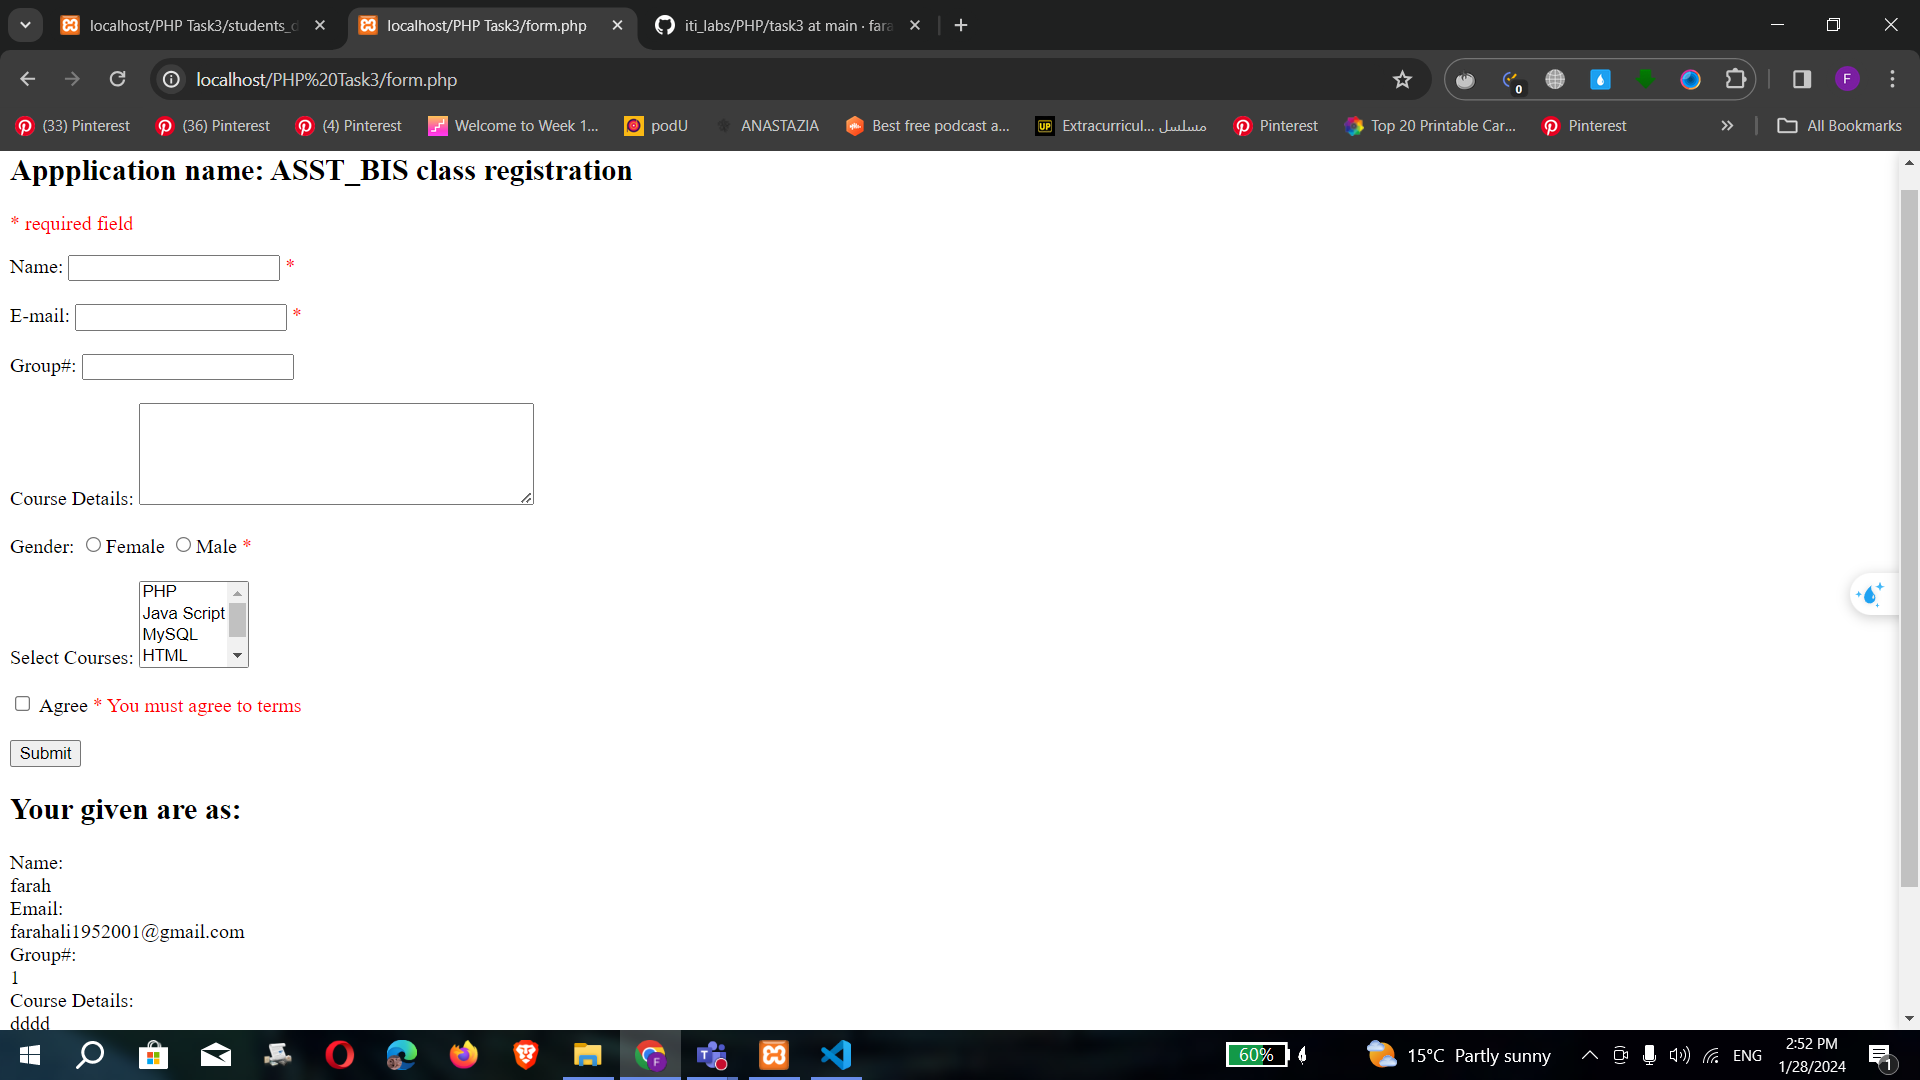 localhost/PHP Task3/students_d
localhost/PHP Task3/form.php
iti_labs/PHP/task3 at main · fara
localhost/PHP%20Task3/form.php
0
F
(33) Pinterest
(36) Pinterest
(4) Pinterest
Welcome to Week 1...
podU
ANASTAZIA
Best free podcast a...
UP
Extracurricul... مسلسل
Pinterest
Top 20 Printable Car...
Pinterest
All Bookmarks
Appplication name: ASST_BIS class registration
* required field
Name: *
E-mail: *
Group#:
Course Details:
Gender: Female Male *
PHP
Java Script
MySQL
HTML
Select Courses:
Agree * You must agree to terms
Submit
Your given are as:
Name:
farah
Email:
farahali1952001@gmail.com
Group#:
1
Course Details:
dddd
F
60%
15°C Partly sunny
ENG
2:52 PM
1/28/2024
1